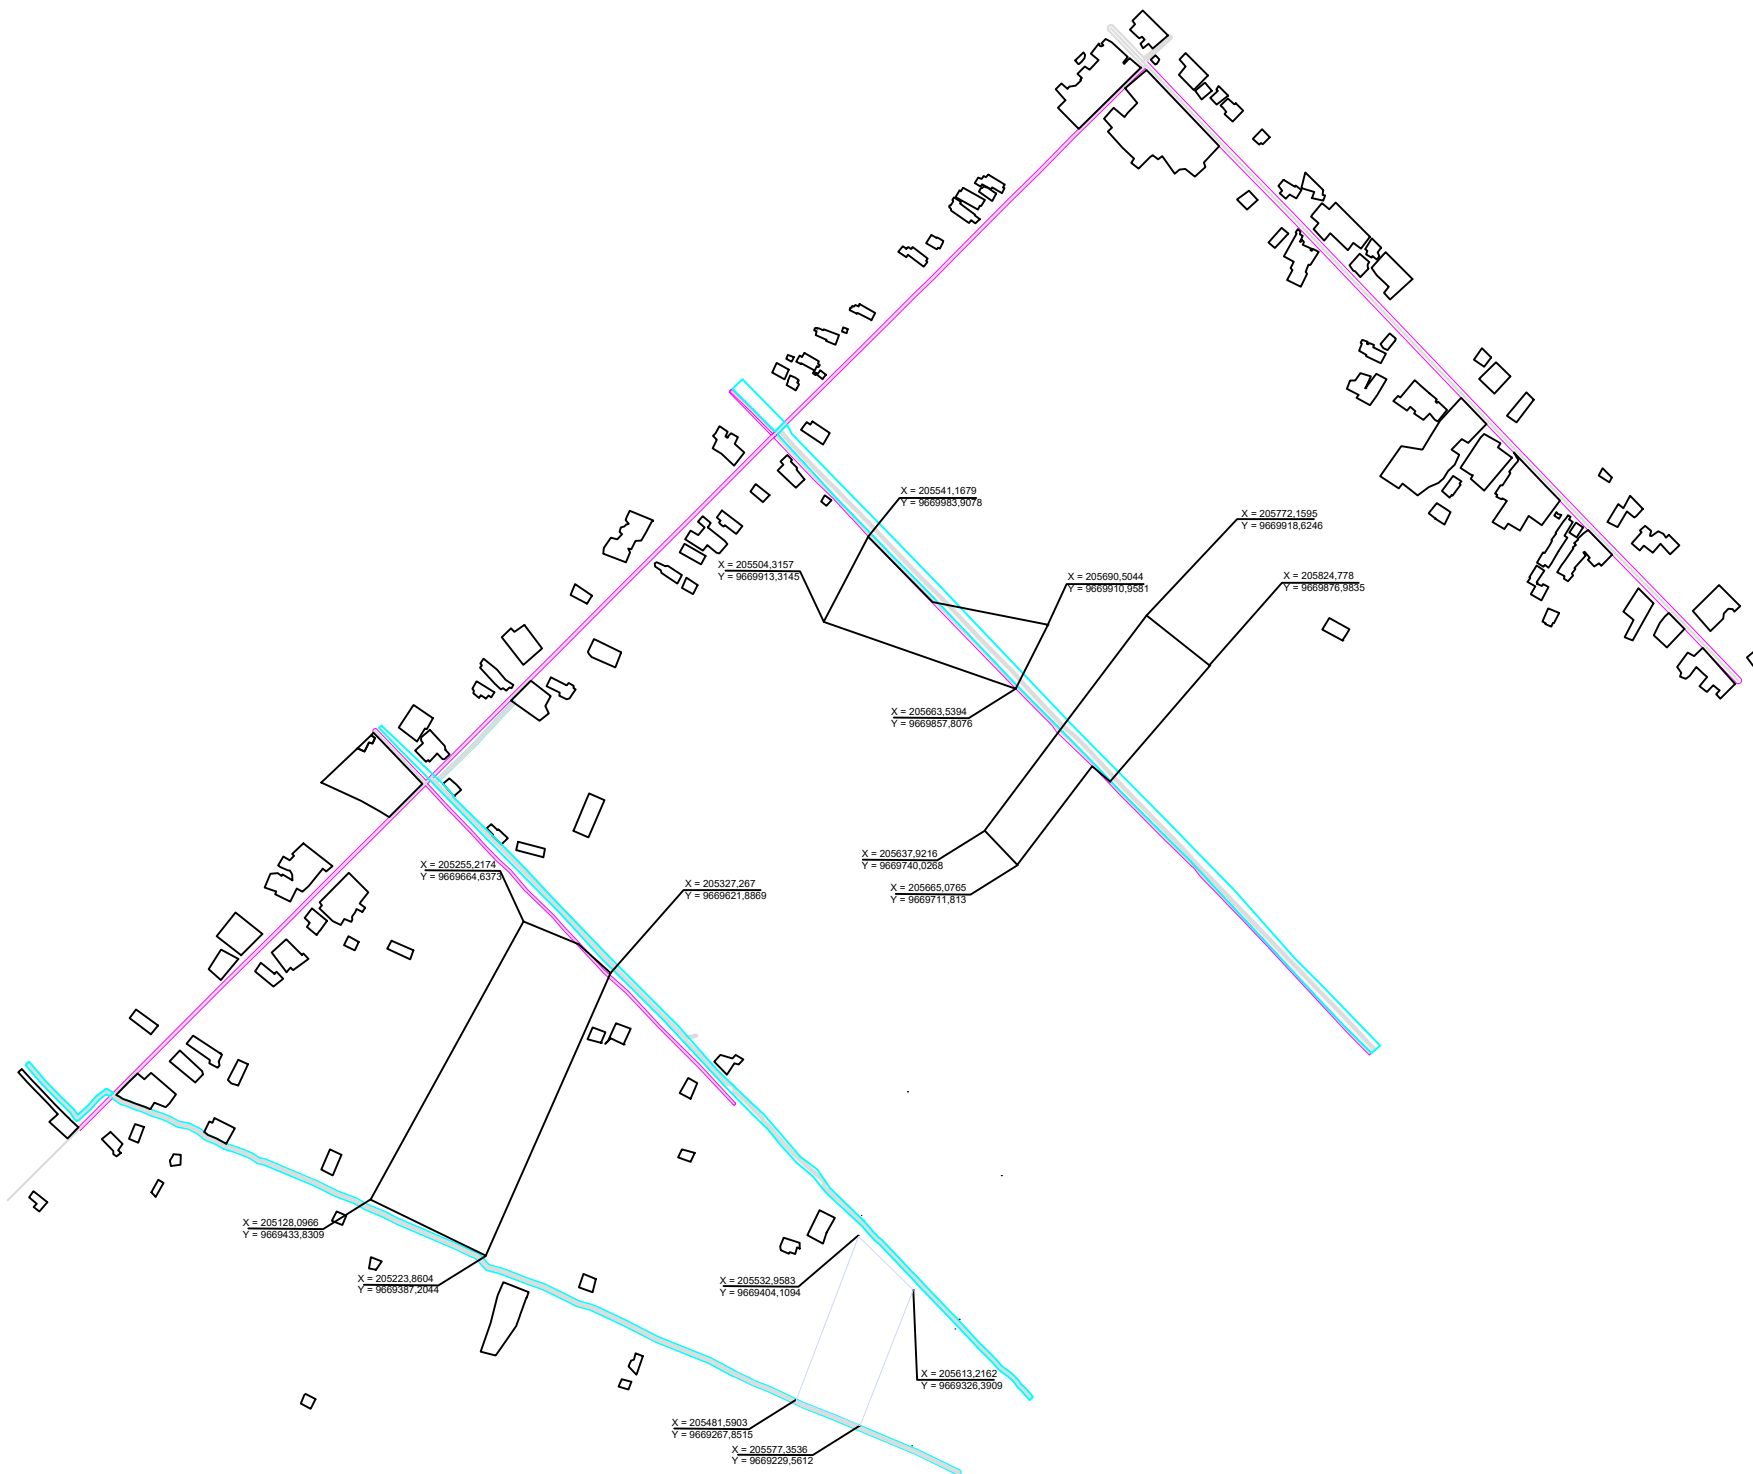 X = 205541,1679
Y = 9669983,9078
X = 205772,1595
Y = 9669918,6246
X = 205504,3157
Y = 9669913,3145
X = 205690,5044
Y = 9669910,9581
X = 205824,778
Y = 9669876,9835
X = 205663,5394
Y = 9669857,8076
X = 205637,9216
Y = 9669740,0268
X = 205255,2174
Y = 9669664,6373
X = 205327,267
Y = 9669621,8869
X = 205665,0765
Y = 9669711,813
X = 205128,0966
Y = 9669433,8309
X = 205223,8604
Y = 9669387,2044
X = 205532,9583
Y = 9669404,1094
X = 205613,2162
Y = 9669326,3909
X = 205481,5903
Y = 9669267,8515
X = 205577,3536
Y = 9669229,5612